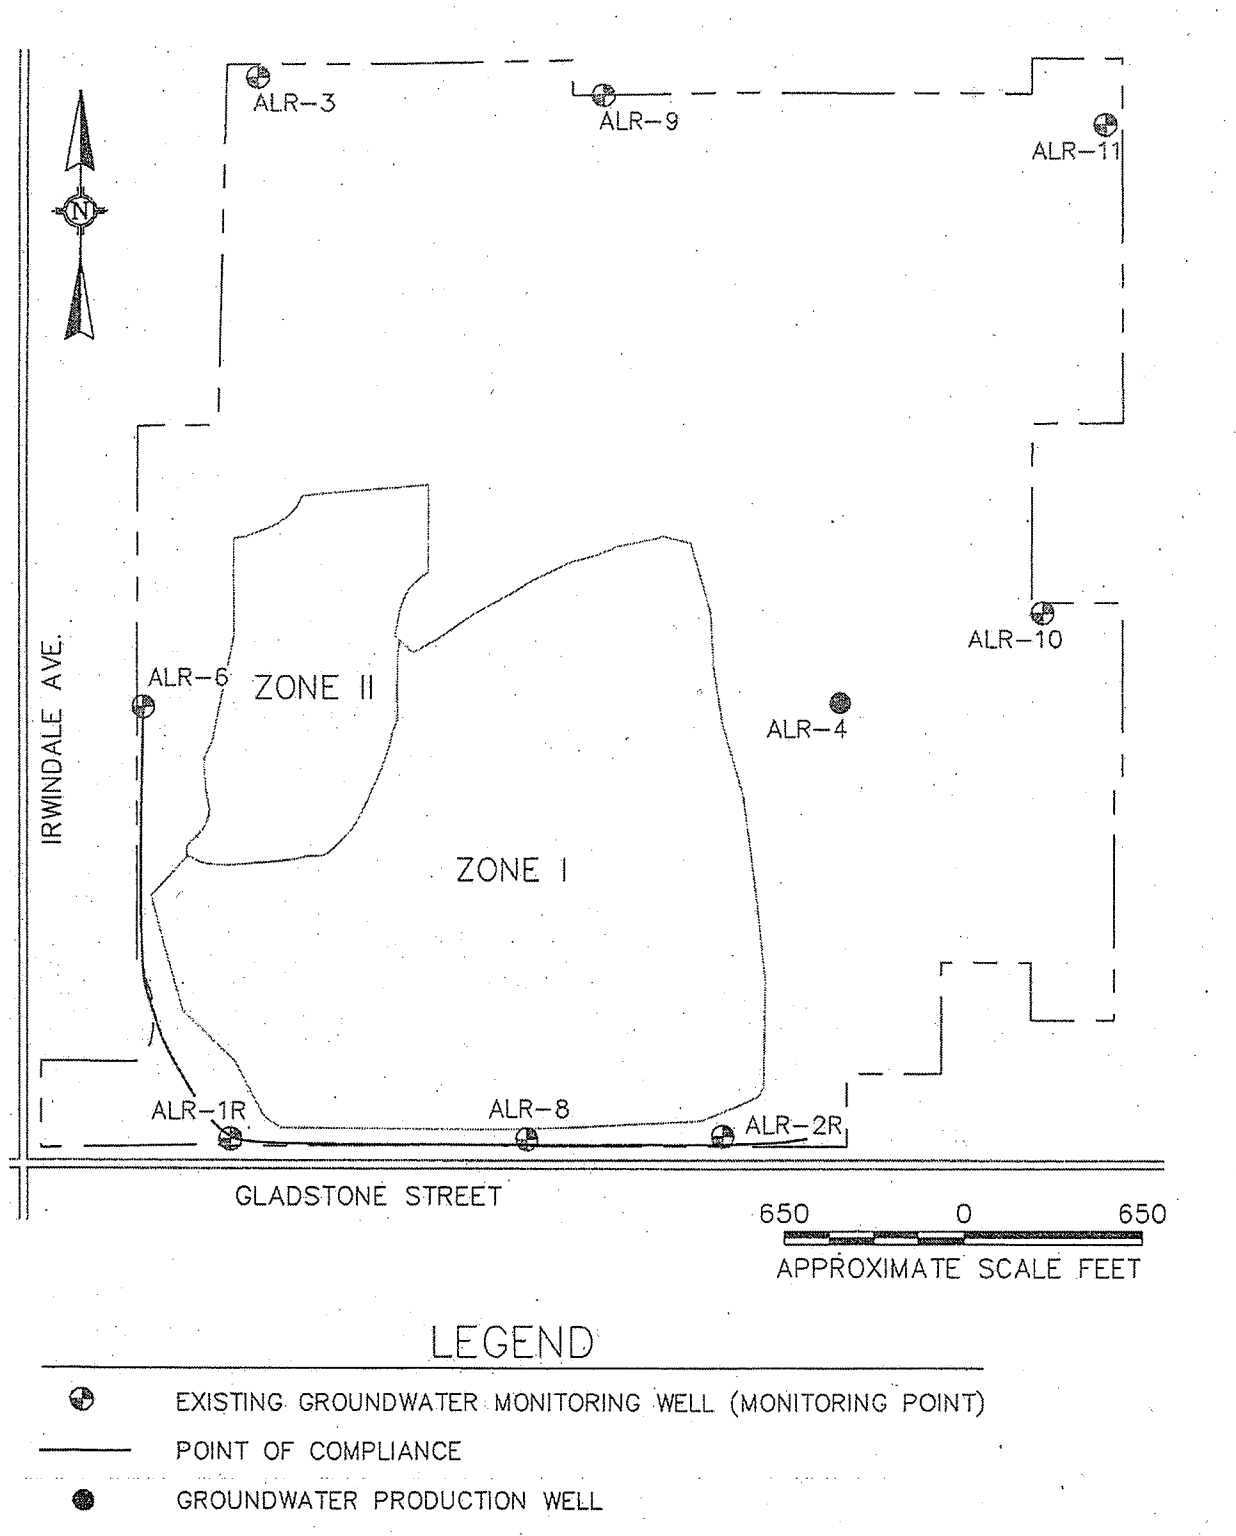 ALR-3
ALR-9
ALR-11
N
ALR-10
ALR-6
ZONE II
ALR-4
IRWINDALE AVE.
ZONE I
ALR-1R
ALR-8
ALR-2R
GLADSTONE STREET
650 0 650
APPROXIMATE SCALE FEET
LEGEND
EXISTING GROUNDWATER MONITORING WELL (MONITORING POINT)
POINT OF COMPLIANCE
GROUNDWATER PRODUCTION WELL